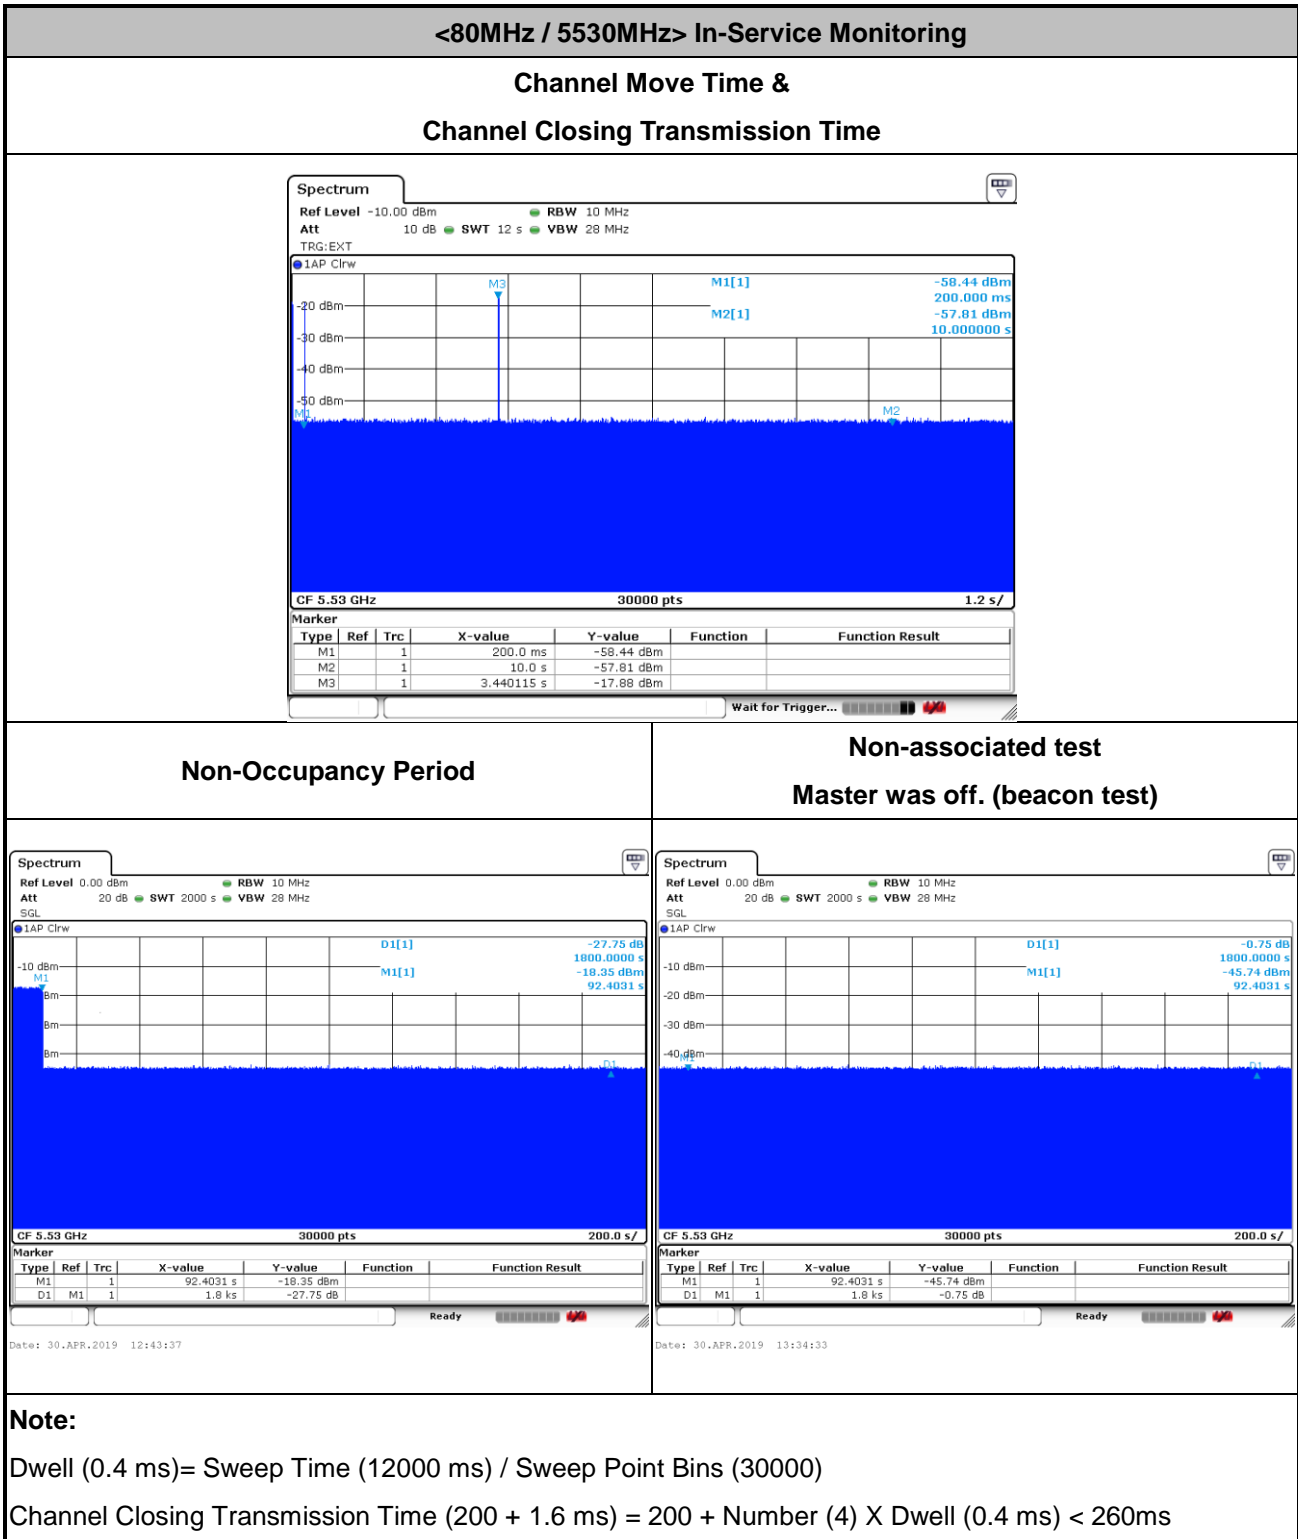 <80MHz / 5530MHz> In-Service Monitoring
Channel Move Time &
Channel Closing Transmission Time
Spectrum
Ref Level -10.00 dBm RBW 10 MHz
Att 10 dB SWT 12 s VBW 28 MHz
TRG:EXT
1AP Clrw
M3
M1[1] -58.44 dBm
200.000 ms
-20 dBm
M2[1] -57.81 dBm
10.000000 s
-30 dBm
-40 dBm
-50 dBm
M1
M2
CF 5.53 GHz 30000 pts 1.2 s/
Marker
Type Ref Trc X-value Y-value Function Function Result
M1 1 200.0 ms -58.44 dBm
M2 1 10.0 s -57.81 dBm
M3 1 3.440115 s -17.88 dBm
Wait for Trigger...
Non-Occupancy Period
Non-associated test
Master was off. (beacon test)
Spectrum
Ref Level 0.00 dBm RBW 10 MHz
Att 20 dB SWT 2000 s VBW 28 MHz
SGL
1AP Clrw
D1[1] -27.75 dB
1800.0000 s
-10 dBm
M1[1] -18.35 dBm
92.4031 s
M1
Bm
Bm
Bm
D1
CF 5.53 GHz 30000 pts 200.0 s/
Marker
Type Ref Trc X-value Y-value Function Function Result
M1 1 92.4031 s -18.35 dBm
D1 M1 1 1.8 ks -27.75 dB
Ready
Date: 30.APR.2019 12:43:37
Spectrum
Ref Level 0.00 dBm RBW 10 MHz
Att 20 dB SWT 2000 s VBW 28 MHz
SGL
1AP Clrw
D1[1] -0.75 dB
1800.0000 s
-10 dBm
M1[1] -45.74 dBm
92.4031 s
-20 dBm
-30 dBm
-40 dBm
M1
D1
CF 5.53 GHz 30000 pts 200.0 s/
Marker
Type Ref Trc X-value Y-value Function Function Result
M1 1 92.4031 s -45.74 dBm
D1 M1 1 1.8 ks -0.75 dB
Ready
Date: 30.APR.2019 13:34:33
Note:
Dwell (0.4 ms)= Sweep Time (12000 ms) / Sweep Point Bins (30000)
Channel Closing Transmission Time (200 + 1.6 ms) = 200 + Number (4) X Dwell (0.4 ms) < 260ms